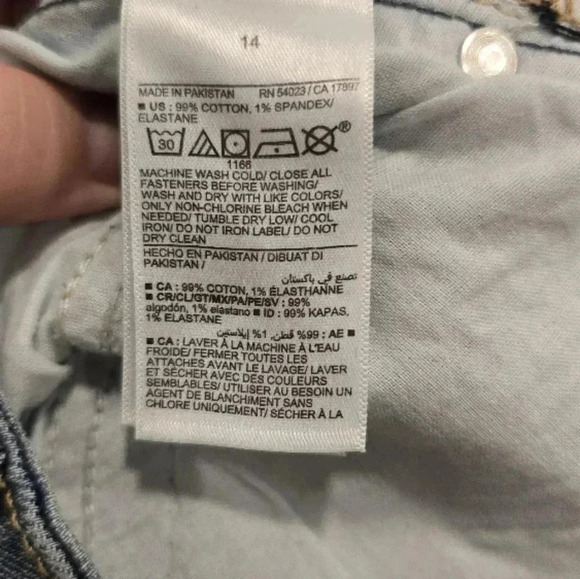 14
MADE IN PAKISTAN RN 54023 / CA 17897
■ US : 99% COTTON, 1% SPANDEX/
ELASTANE
30
®
1166
MACHINE WASH COLD/ CLOSE ALL
FASTENERS BEFORE WASHING/
WASH AND DRY WITH LIKE COLORS/
ONLY NON-CHLORINE BLEACH WHEN
NEEDED/ TUMBLE DRY LOW/ COOL
IRON/ DO NOT IRON LABEL/ DO NOT
DRY CLEAN
HECHO EN PAKISTAN / DIBUAT DI
PAKISTAN /
تصنع في باكستان
■ CA : 99% COTON, 1% ÉLASTHANNE
■ CR/CL/GT/MX/PA/PE/SV : 99%
algodón, 1% elastano ■ ID : 99% KAPAS,
1% ELASTANE
■ AE : 99% قطن, 1% إيلاستين
■ CA : LAVER À LA MACHINE À L'EAU
FROIDE/ FERMER TOUTES LES
ATTACHES AVANT LE LAVAGE/ LAVER
ET SÉCHER AVEC DES COULEURS
SEMBLABLES/ UTILISER AU BESOIN UN
AGENT DE BLANCHIMENT SANS
CHLORE UNIQUEMENT/ SÉCHER À LA